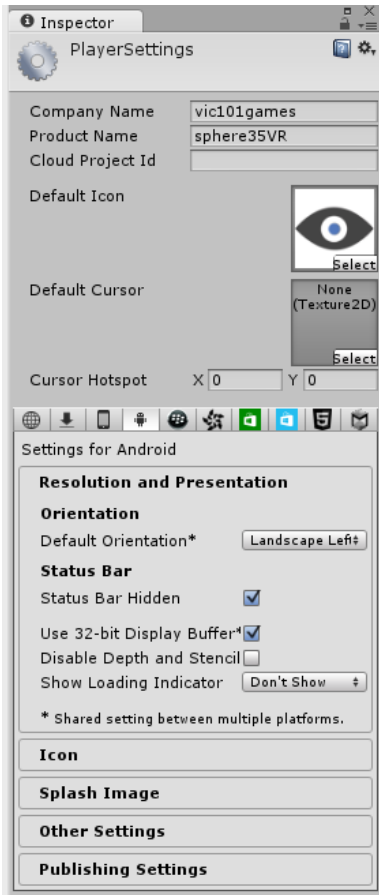 Inspector
PlayerSettings
Company Name vic101games
Product Name sphere35VR
Cloud Project Id
Default Icon
Select
Default Cursor
None
(Texture2D)
Select
Cursor Hotspot X 0 Y 0
Settings for Android
Resolution and Presentation
Orientation
Default Orientation* Landscape Left
Status Bar
Status Bar Hidden
Use 32-bit Display Buffer*
Disable Depth and Stencil
Show Loading Indicator Don't Show
* Shared setting between multiple platforms.
Icon
Splash Image
Other Settings
Publishing Settings